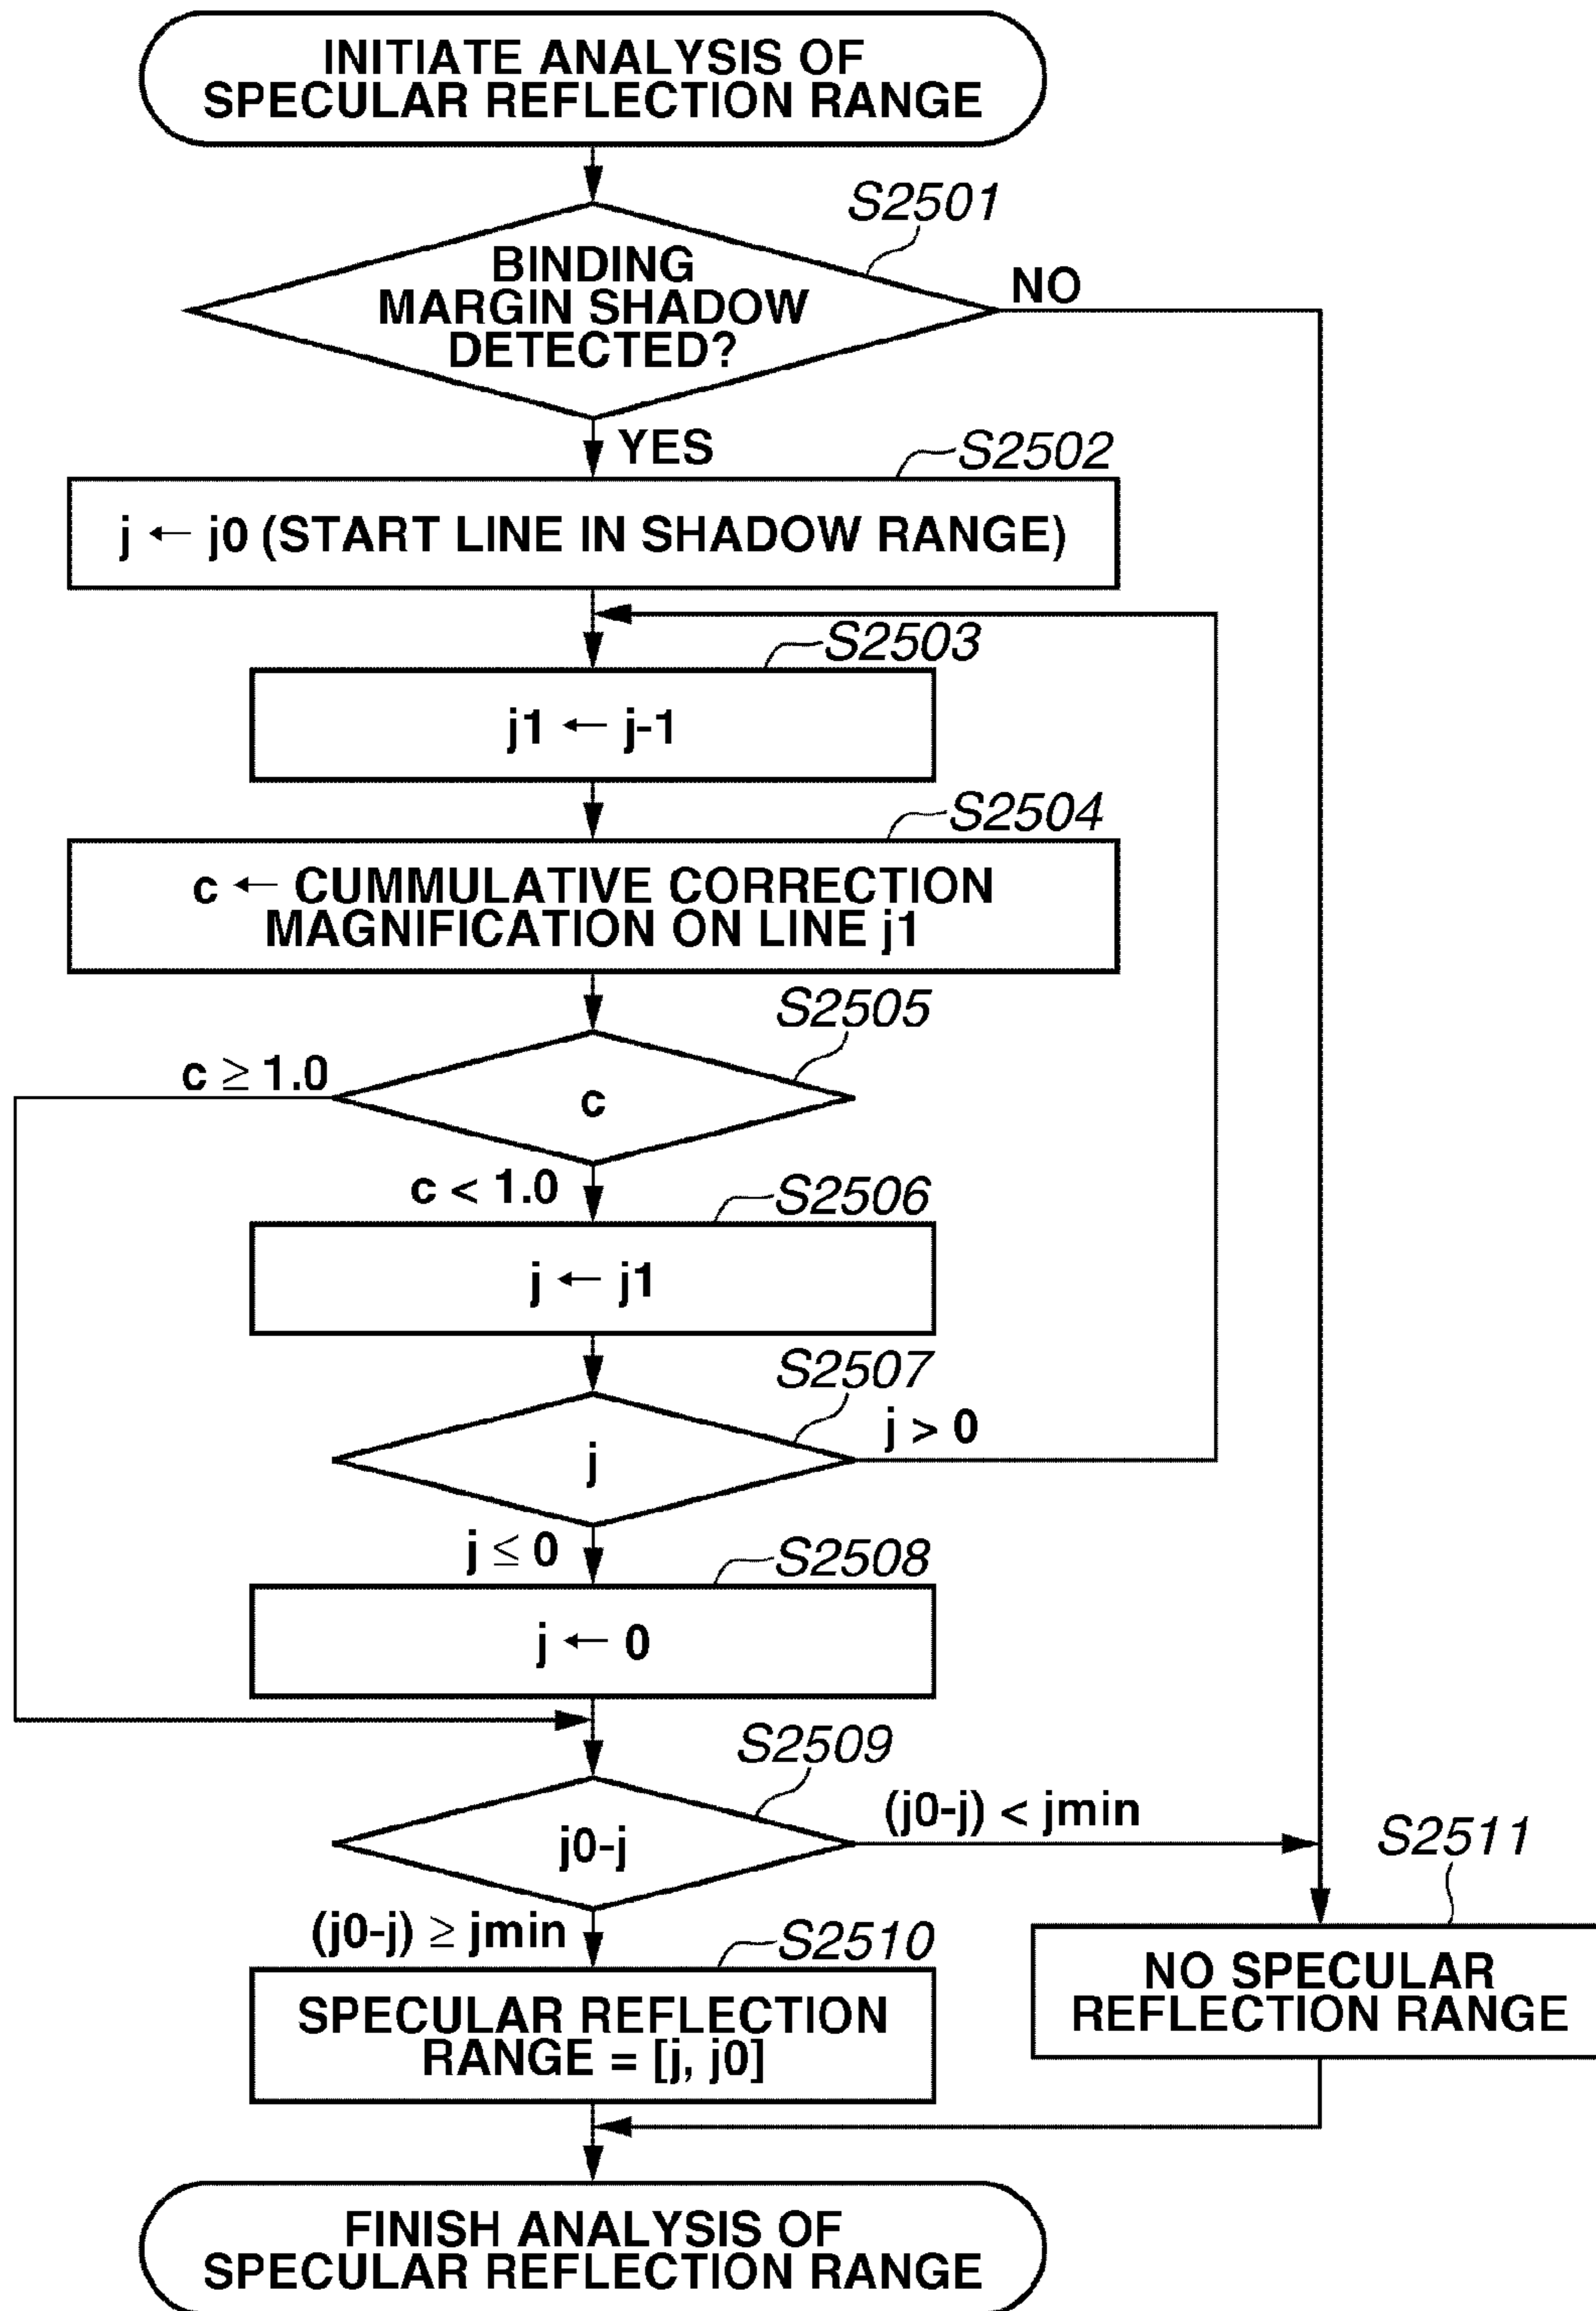 INITIATE ANALYSIS OF
SPECULAR REFLECTION RANGE
S2501
BINDING
MARGIN SHADOW
DETECTED?
NO
YES
S2502
j ← j0 (START LINE IN SHADOW RANGE)
S2503
j1 ← j-1
S2504
c ← CUMMULATIVE CORRECTION
MAGNIFICATION ON LINE j1
S2505
c ≥ 1.0
c
c < 1.0
S2506
j ← j1
S2507
j > 0
j
j ≤ 0
S2508
j ← 0
S2509
(j0-j) < jmin
j0-j
S2511
(j0-j) ≥ jmin
S2510
NO SPECULAR
REFLECTION RANGE
SPECULAR REFLECTION
RANGE = [j, j0]
FINISH ANALYSIS OF
SPECULAR REFLECTION RANGE